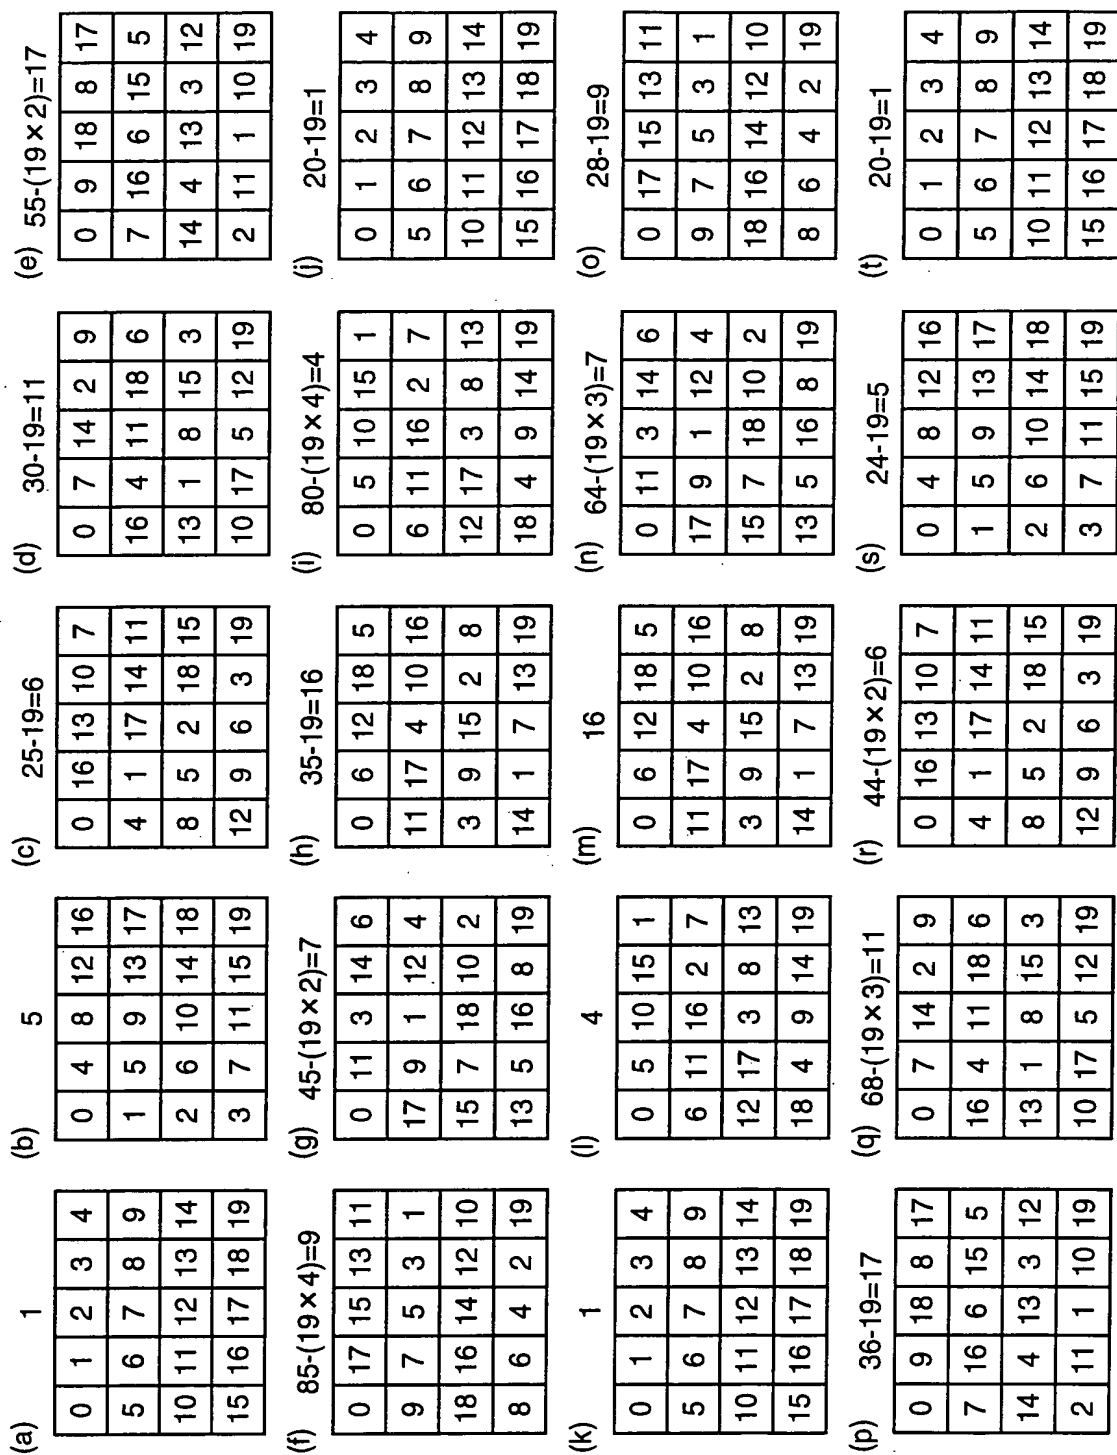 (a) 1
0 1 2 3 4
5 6 7 8 9
10 11 12 13 14
15 16 17 18 19
(b) 5
0 4 8 12 16
1 5 9 13 17
2 6 10 14 18
3 7 11 15 19
(c) 25-19=6
0 16 13 10 7
4 1 17 14 11
8 5 2 18 15
12 9 6 3 19
(d) 30-19=11
0 7 14 2 9
16 4 11 18 6
13 1 8 15 3
10 17 5 12 19
(e) 55-(19×2)=17
0 9 18 8 17
7 16 6 15 5
14 4 13 3 12
2 11 1 10 19
(f) 85-(19×4)=9
0 17 15 13 11
9 7 5 3 1
18 16 14 12 10
8 6 4 2 19
(g) 45-(19×2)=7
0 11 3 14 6
17 9 1 12 4
15 7 18 10 2
13 5 16 8 19
(h) 35-19=16
0 6 12 18 5
11 17 4 10 16
3 9 15 2 8
14 1 7 13 19
(i) 80-(19×4)=4
0 5 10 15 1
6 11 16 2 7
12 17 3 8 13
18 4 9 14 19
(j) 20-19=1
0 1 2 3 4
5 6 7 8 9
10 11 12 13 14
15 16 17 18 19
(k) 1
0 1 2 3 4
5 6 7 8 9
10 11 12 13 14
15 16 17 18 19
(l) 4
0 5 10 15 1
6 11 16 2 7
12 17 3 8 13
18 4 9 14 19
(m) 16
0 6 12 18 5
11 17 4 10 16
3 9 15 2 8
14 1 7 13 19
(n) 64-(19×3)=7
0 11 3 14 6
17 9 1 12 4
15 7 18 10 2
13 5 16 8 19
(o) 28-19=9
0 17 15 13 11
9 7 5 3 1
18 16 14 12 10
8 6 4 2 19
(p) 36-19=17
0 9 18 8 17
7 16 6 15 5
14 4 13 3 12
2 11 1 10 19
(q) 68-(19×3)=11
0 7 14 2 9
16 4 11 18 6
13 1 8 15 3
10 17 5 12 19
(r) 44-(19×2)=6
0 16 13 10 7
4 1 17 14 11
8 5 2 18 15
12 9 6 3 19
(s) 24-19=5
0 4 8 12 16
1 5 9 13 17
2 6 10 14 18
3 7 11 15 19
(t) 20-19=1
0 1 2 3 4
5 6 7 8 9
10 11 12 13 14
15 16 17 18 19